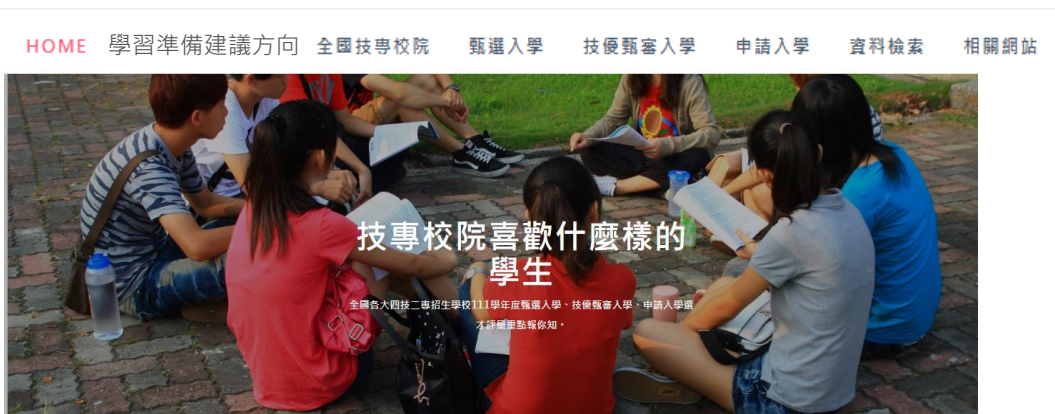 HOME 學習準備建議方向 全國技專校院 甄選入學 技優甄審入學 申請入學 資料檢索 相關網站
技專校院喜歡什麼樣的
學生
全國各大四技二專招生學校111學年度甄選入學、技優甄審入學、申請入學選
才評量重點報你知。